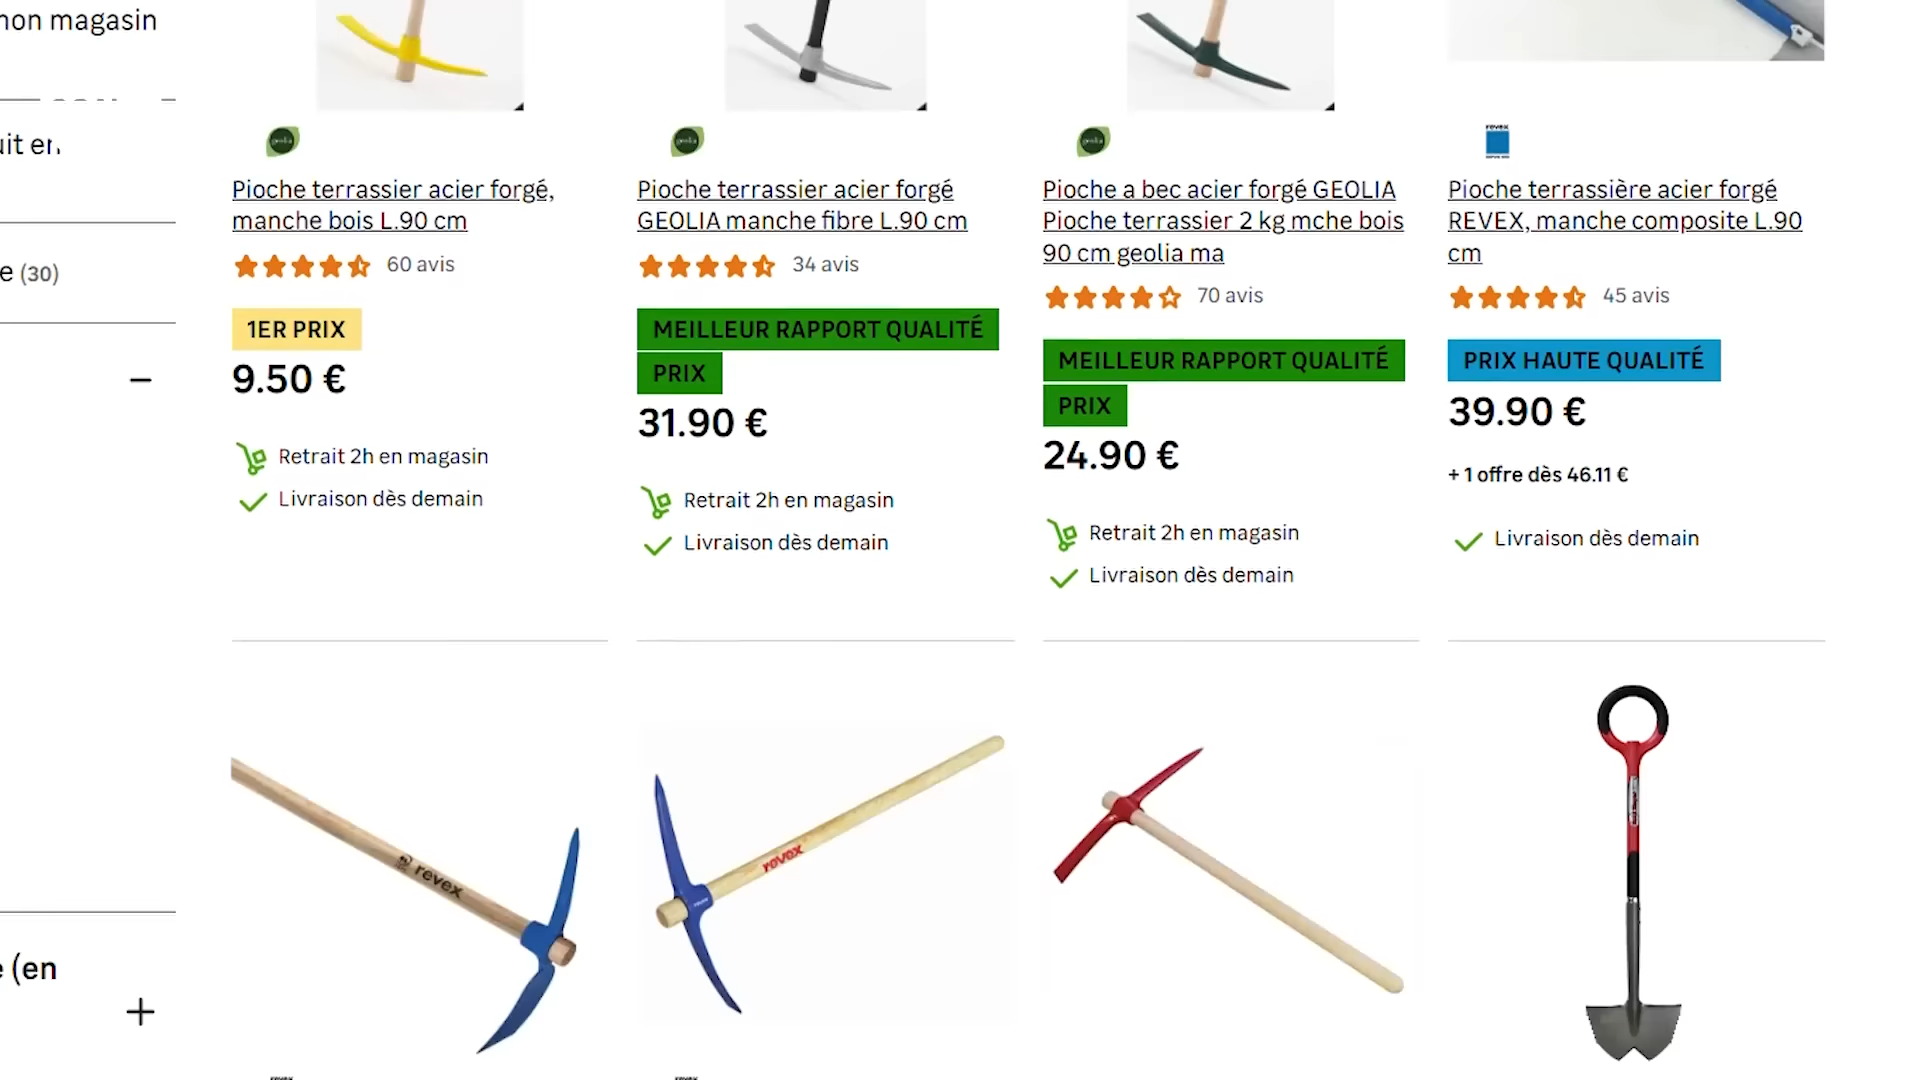 non magasin
uit en
e (30)
(en
geolia
Pioche terrassier acier forgé,
manche bois L.90 cm
60 avis
1ER PRIX
9.50 €
Retrait 2h en magasin
Livraison dès demain
geolia
Pioche terrassier acier forgé
GEOLIA manche fibre L.90 cm
34 avis
MEILLEUR RAPPORT QUALITÉ
PRIX
31.90 €
Retrait 2h en magasin
Livraison dès demain
geolia
Pioche a bec acier forgé GEOLIA
Pioche terrassier 2 kg mche bois
90 cm geolia ma
70 avis
MEILLEUR RAPPORT QUALITÉ
PRIX
24.90 €
Retrait 2h en magasin
Livraison dès demain
revex
Pioche terrassière acier forgé
REVEX, manche composite L.90
cm
45 avis
PRIX HAUTE QUALITÉ
39.90 €
+ 1 offre dès 46.11 €
Livraison dès demain
revex
revex